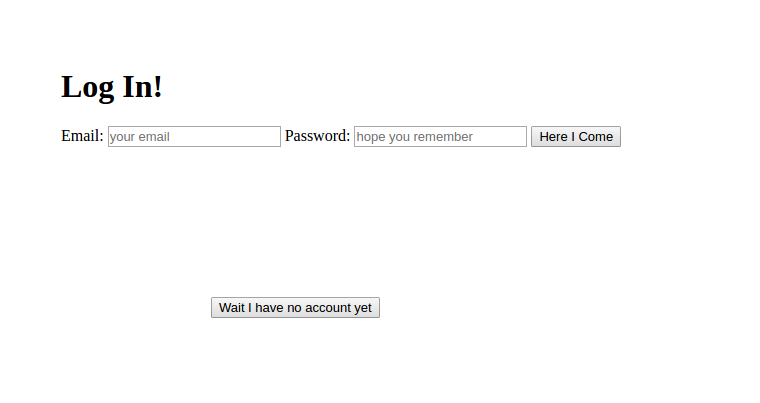 Log In!
Email: your email Password: hope you remember Here I Come
Wait I have no account yet